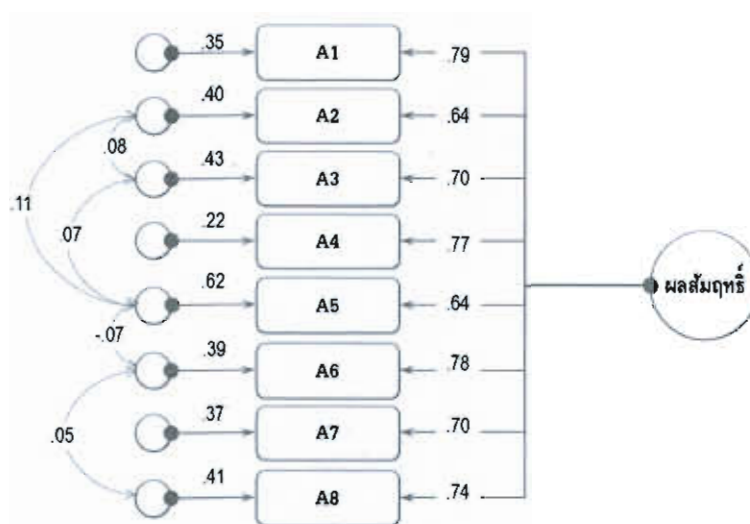 .35 A1 .79
.40 A2 .64
.08
.43 A3 .70
.11
.07
.22 A4 .77
ผลสัมฤทธิ์
.62 A5 .64
-.07
.39 A6 .78
.37 A7 .70
.05
.41 A8 .74